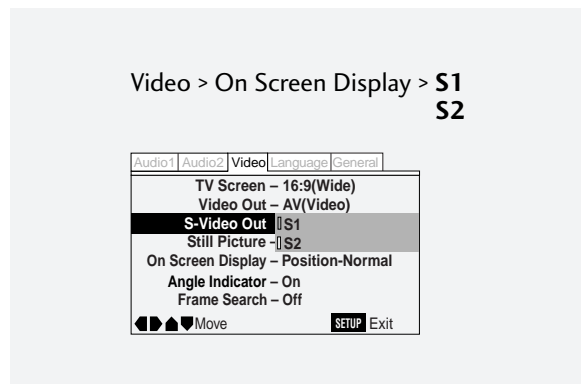 Video > On Screen Display > S1
S2
Audio1 Audio2 Video Language General
TV Screen – 16:9(Wide)
Video Out – AV(Video)
S-Video Out S1
Still Picture - S2
On Screen Display – Position-Normal
Angle Indicator – On
Frame Search – Off
Move SETUP Exit